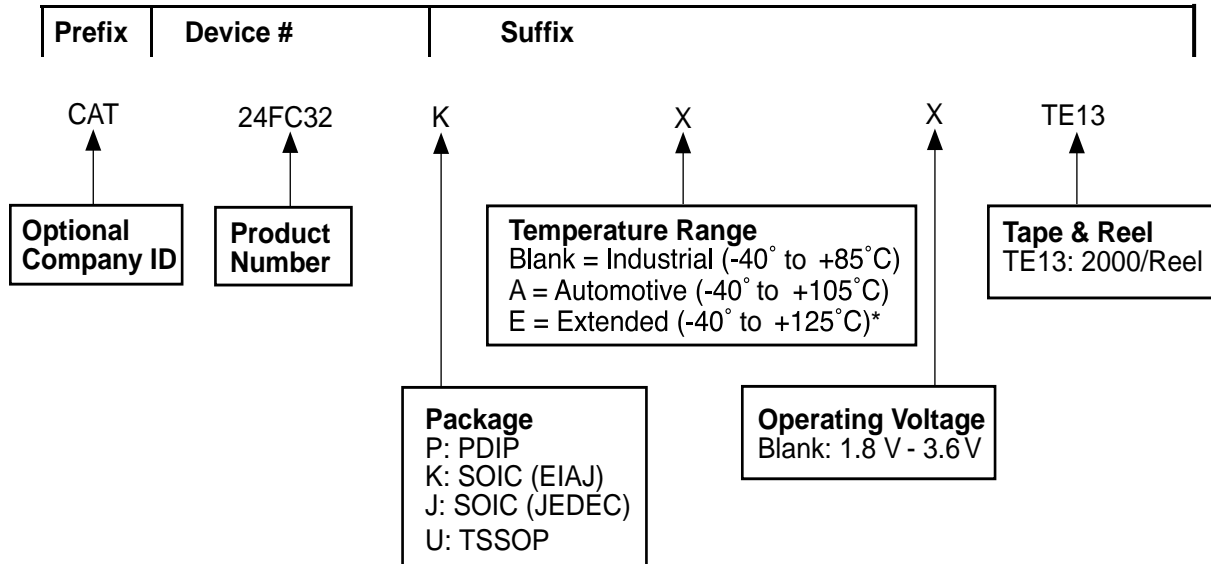 Prefix Device # Suffix
CAT 24FC32 K X X TE13
Optional
Company ID
Product
Number
Temperature Range
Blank = Industrial (-40˚ to +85˚C)
A = Automotive (-40˚ to +105˚C)
E = Extended (-40˚ to +125˚C)*
Tape & Reel
TE13: 2000/Reel
Package
P: PDIP
K: SOIC (EIAJ)
J: SOIC (JEDEC)
U: TSSOP
Operating Voltage
Blank: 1.8 V - 3.6 V